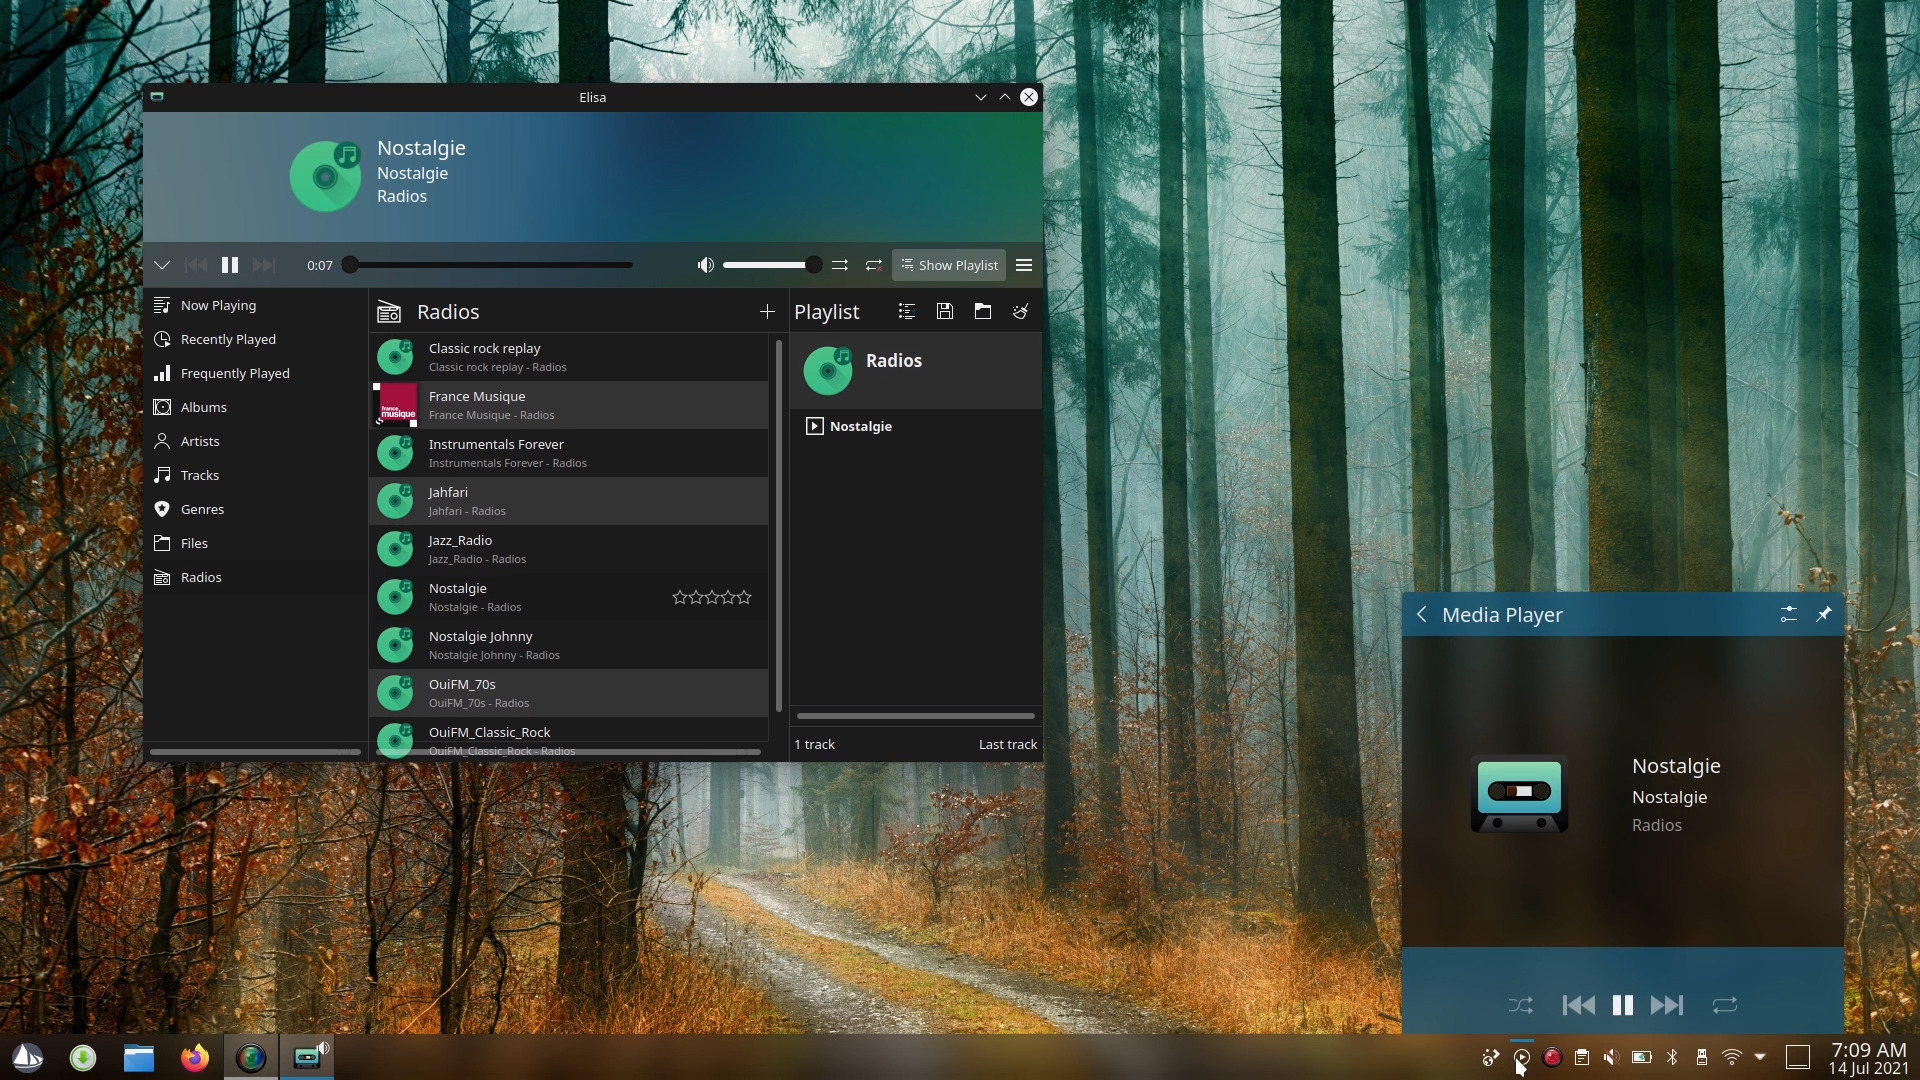 Elisa
Nostalgie
Nostalgie
Radios
0:07
Show Playlist
Now Playing
Recently Played
Frequently Played
Albums
Artists
Tracks
Genres
Files
Radios
Radios
Classic rock replay
Classic rock replay - Radios
france
musique
France Musique
France Musique - Radios
Instrumentals Forever
Instrumentals Forever - Radios
Jahfari
Jahfari - Radios
Jazz_Radio
Jazz_Radio - Radios
Nostalgie
Nostalgie - Radios
Nostalgie Johnny
Nostalgie Johnny - Radios
OuiFM_70s
OuiFM_70s - Radios
OuiFM_Classic_Rock
OuiFM_Classic_Rock - Radios
Playlist
Radios
Nostalgie
1 track
Last track
Media Player
Nostalgie
Nostalgie
Radios
7:09 AM
14 Jul 2021